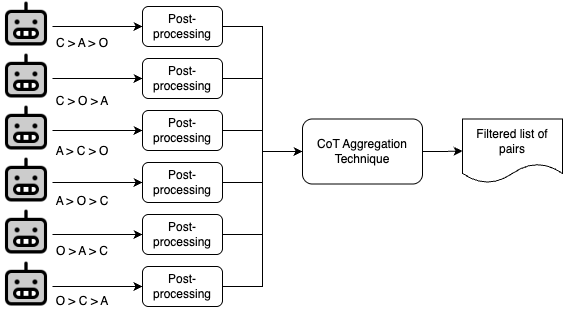 Post-
processing
C > A > O
Post-
processing
C > O > A
Post-
processing
A > C > O
Post-
processing
A > O > C
Post-
processing
O > A > C
Post-
processing
O > C > A
CoT Aggregation
Technique
Filtered list of
pairs